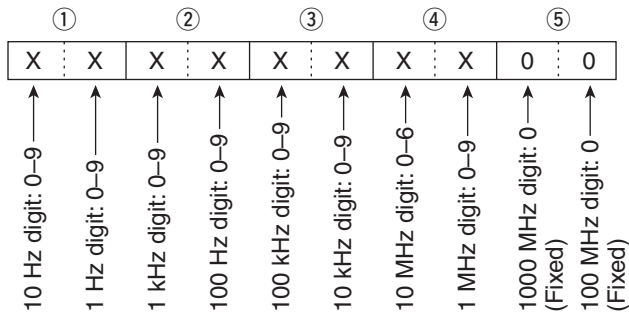 ① ② ③ ④ ⑤
X X X X X X X X 0 0
10 Hz digit: 0–9
1 Hz digit: 0–9
1 kHz digit: 0–9
100 Hz digit: 0–9
100 kHz digit: 0–9
10 kHz digit: 0–9
10 MHz digit: 0–6
1 MHz digit: 0–9
1000 MHz digit: 0
(Fixed)
100 MHz digit: 0
(Fixed)